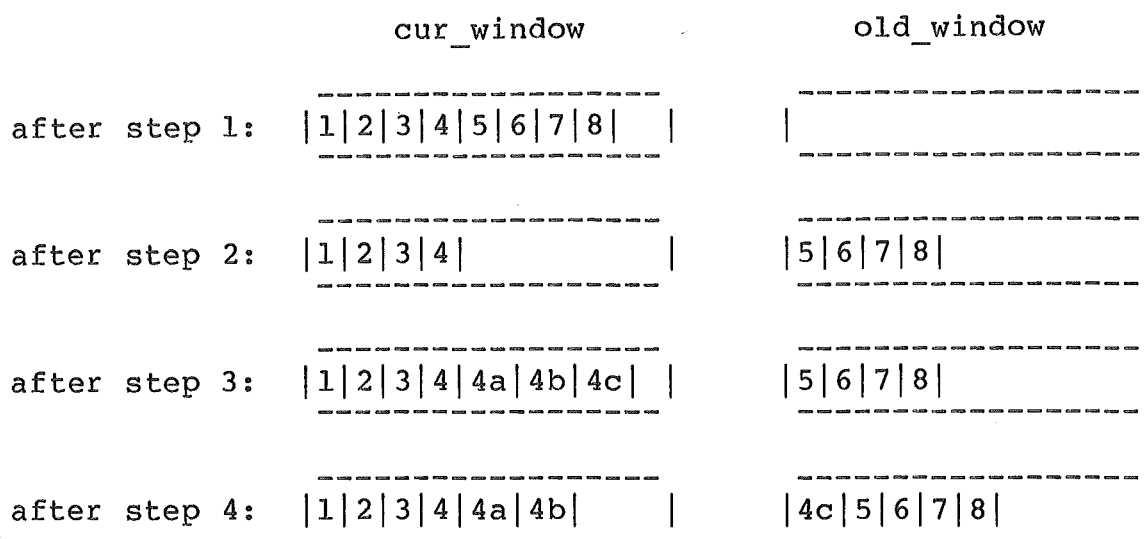 cur_window old_window
after step 1: |1|2|3|4|5|6|7|8| | |
after step 2: |1|2|3|4| | |5|6|7|8|
after step 3: |1|2|3|4|4a|4b|4c| | |5|6|7|8|
after step 4: |1|2|3|4|4a|4b| | |4c|5|6|7|8|